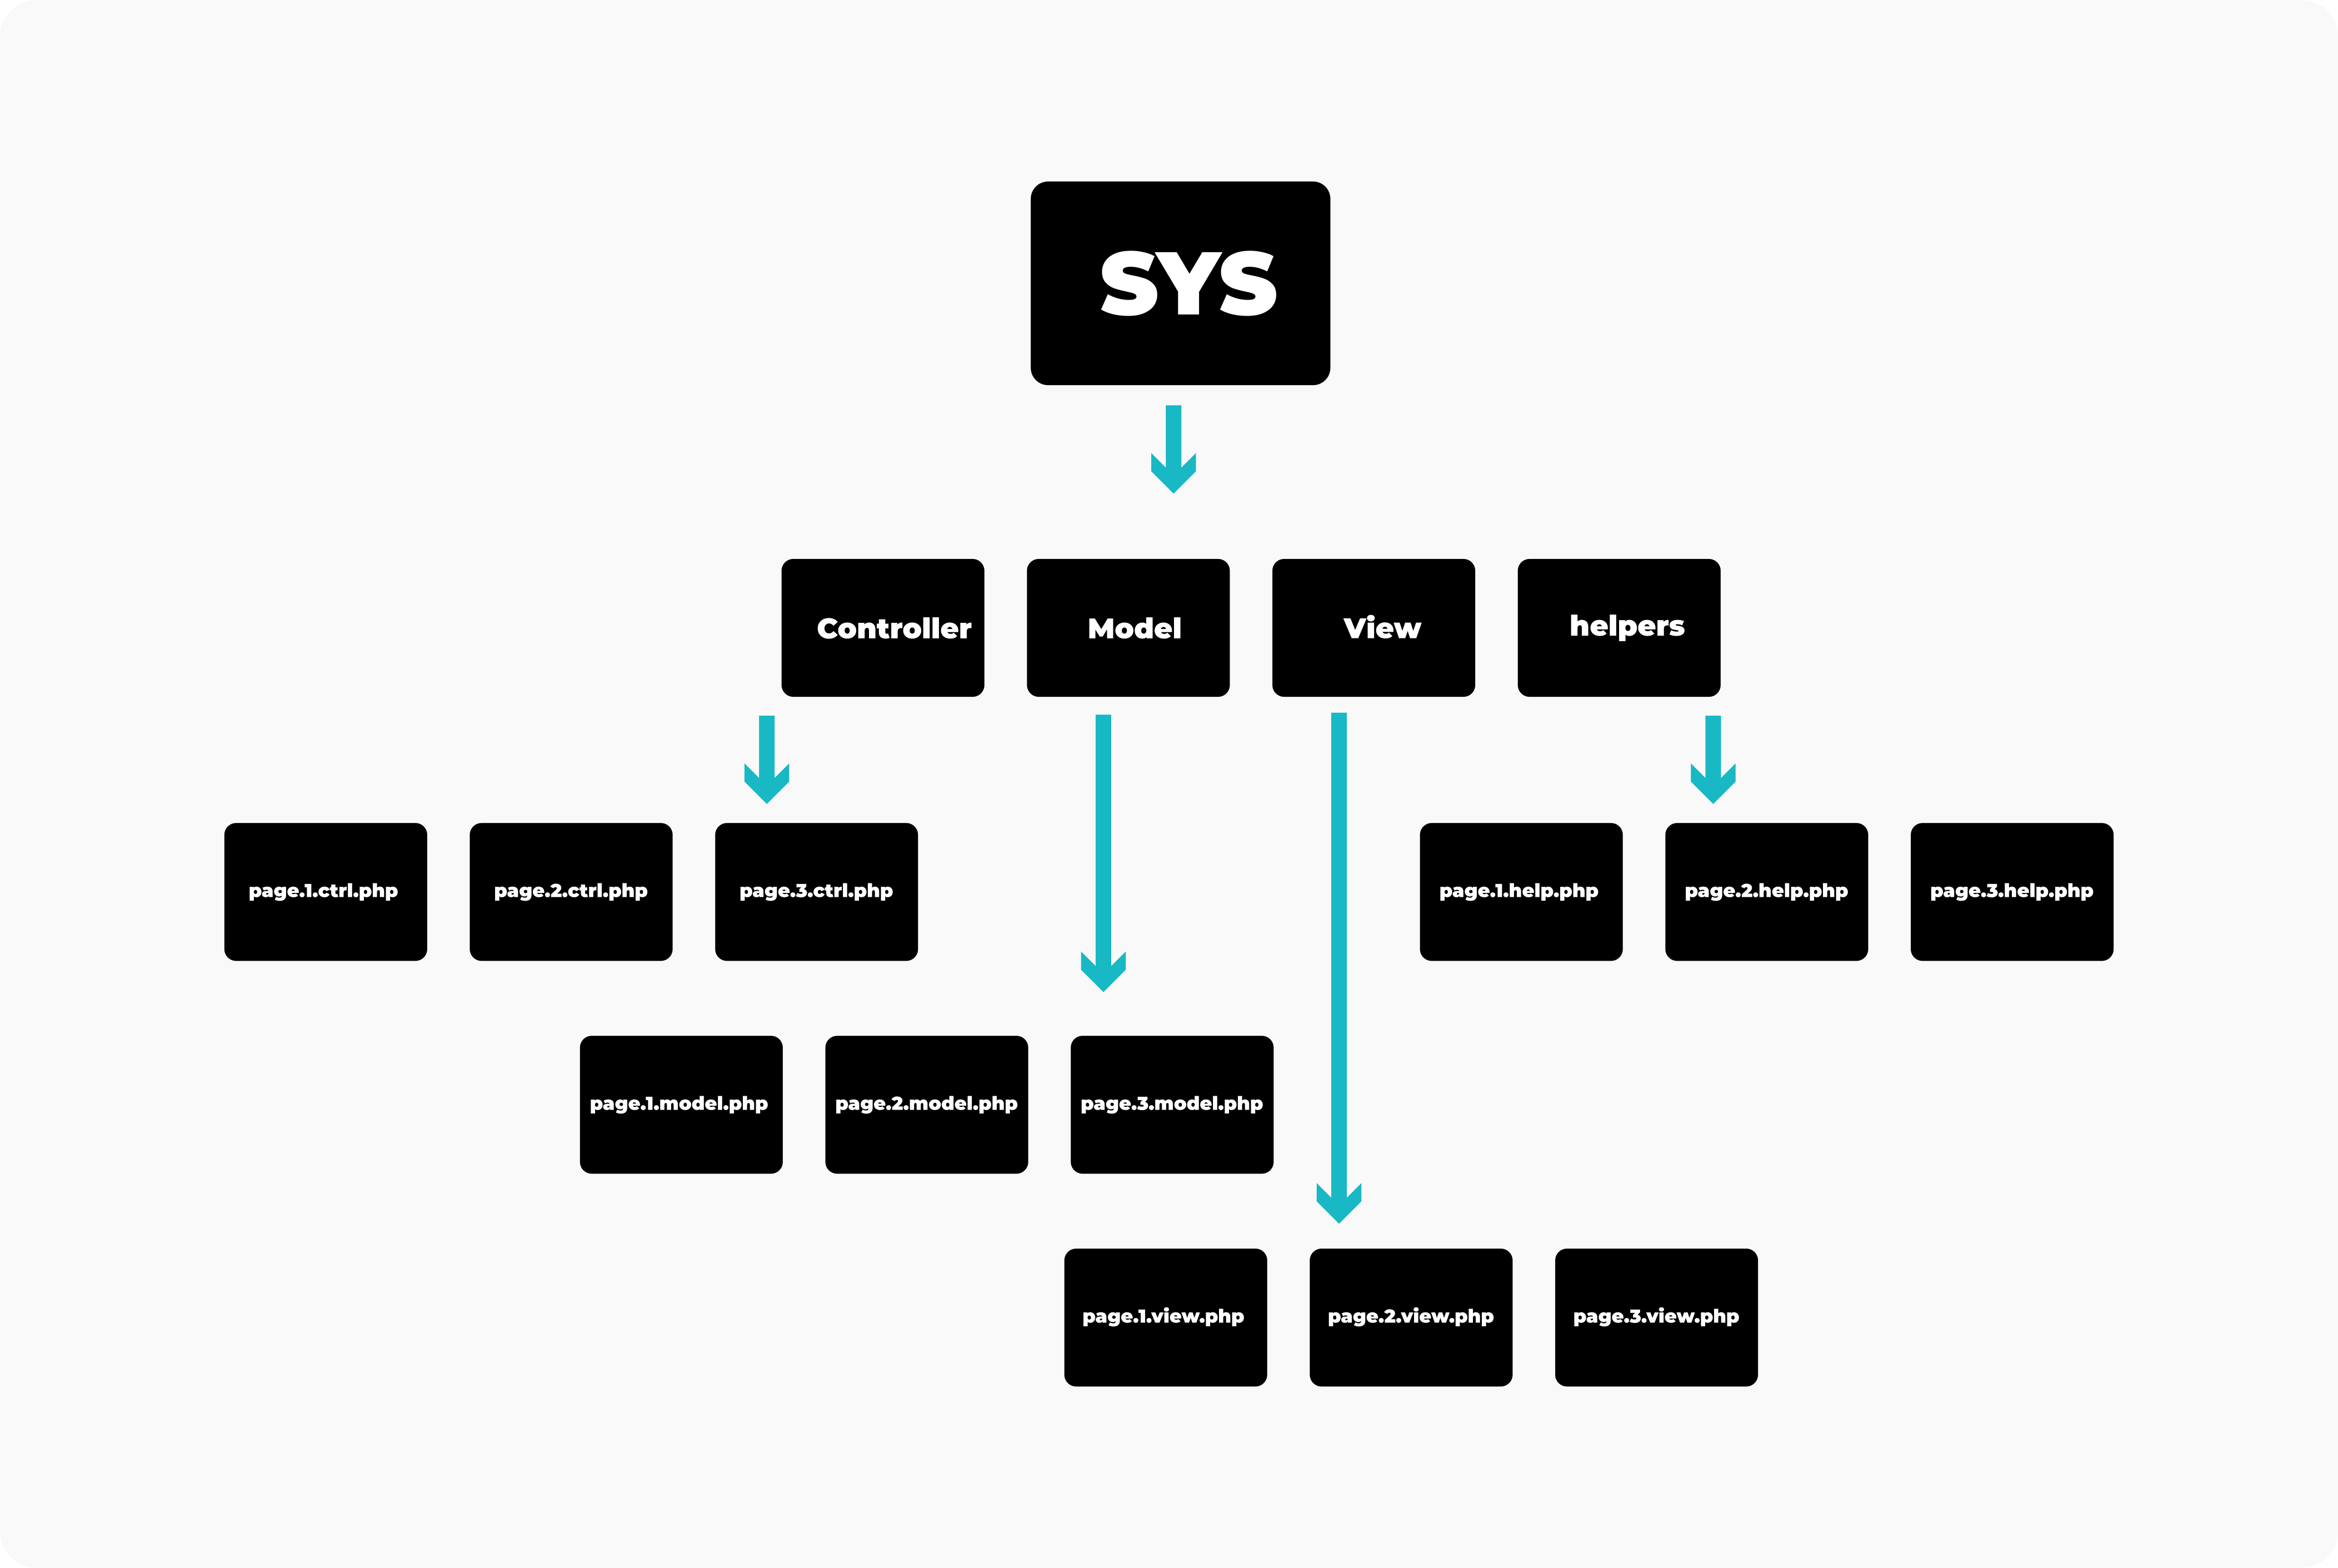 SYS
Controller
Model
View
helpers
page.1.ctrl.php
page.2.ctrl.php
page.3.ctrl.php
page.1.help.php
page.2.help.php
page.3.help.php
page.1.model.php
page.2.model.php
page.3.model.php
page.1.view.php
page.2.view.php
page.3.view.php